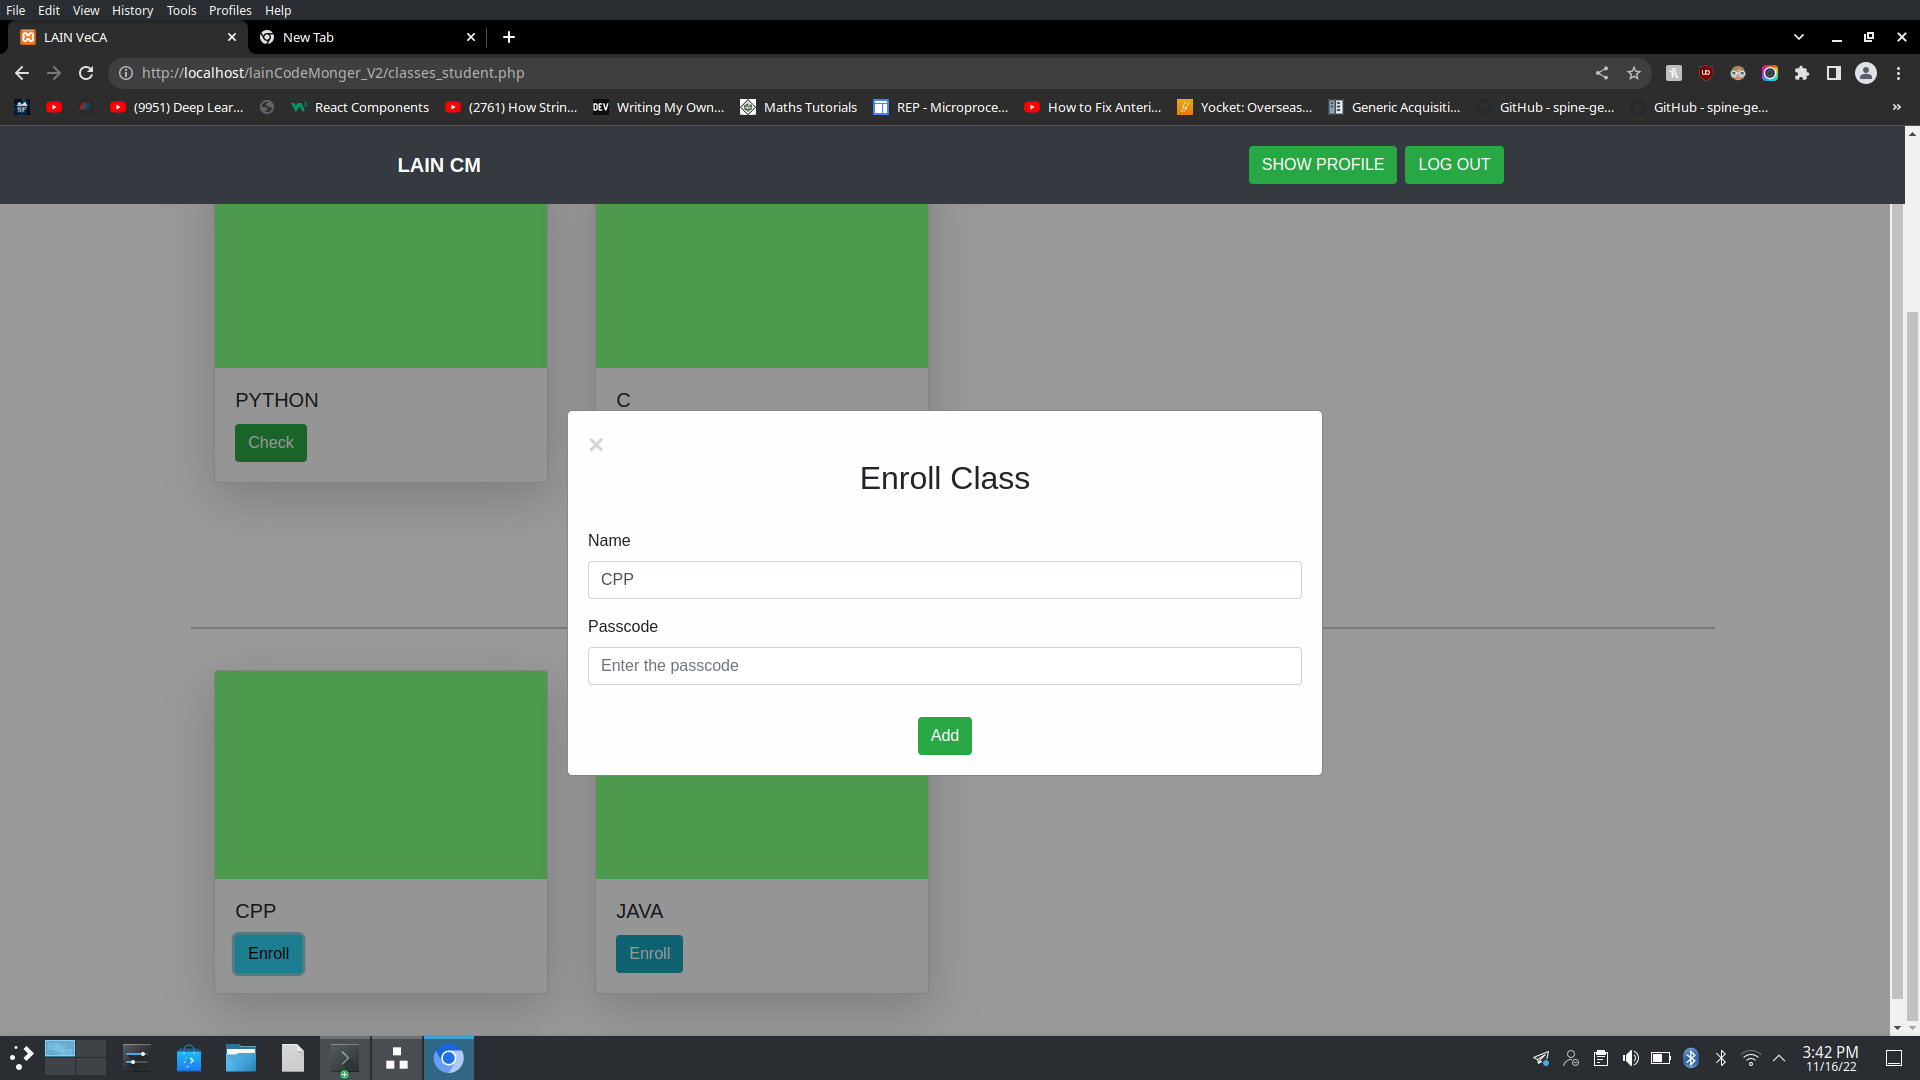 File Edit View History Tools Profiles Help
LAIN VeCA
New Tab
http://localhost/lainCodeMonger_V2/classes_student.php
(9951) Deep Lear...
React Components
(2761) How Strin...
DEV
Writing My Own...
Maths Tutorials
REP - Microproce...
How to Fix Anteri...
Yocket: Overseas...
Generic Acquisiti...
GitHub - spine-ge...
GitHub - spine-ge...
LAIN CM
SHOW PROFILE
LOG OUT
PYTHON
Check
C
Enroll Class
Name
CPP
Passcode
Enter the passcode
Add
CPP
Enroll
JAVA
Enroll
3:42 PM
11/16/22